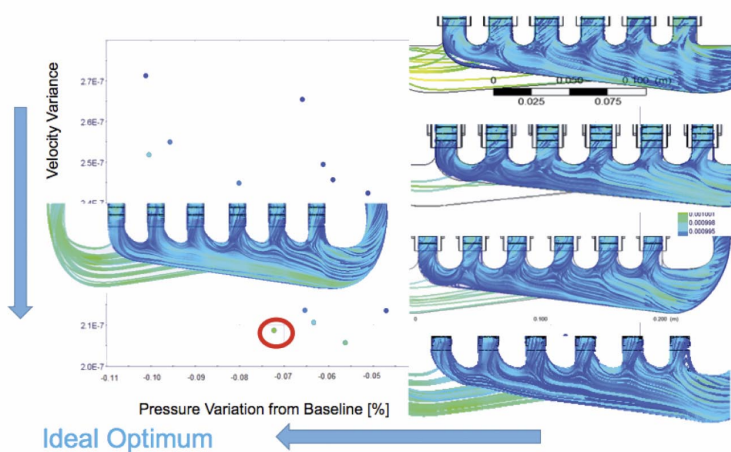 Velocity Variance
2.7E-7
2.6E-7
2.5E-7
2.4E-7
2.1E-7
2.0E-7
-0.11
-0.10
-0.09
-0.08
-0.07
-0.06
-0.05
Pressure Variation from Baseline [%]
Ideal Optimum
0
0.050
0.100 (m)
0.025
0.075
0.001001
0.000998
0.000995
0
0.100
0.200 (m)